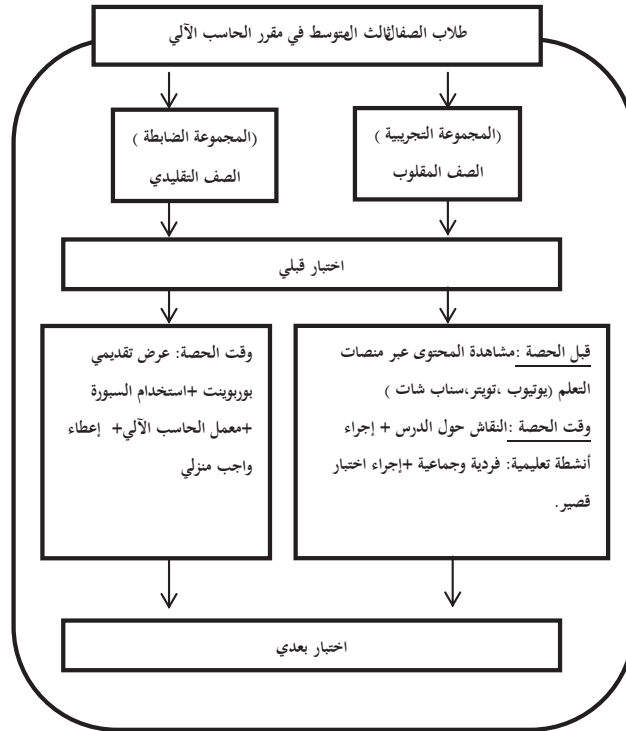 طلاب الصفالثالث المتوسط في مقرر الحاسب الآلي
(المجموعة التجريبية )
الصف المقلوب
(المجموعة الضابطة )
الصف التقليدي
اختبار قبلي
قبل الحصة :مشاهدة المحتوى عبر منصات
التعلم (يوتيوب ،تويتر،سناب شات )
وقت الحصة :النقاش حول الدرس + إجراء
أنشطة تعليمية: فردية وجماعية +إجراء اختبار
قصير.
وقت الحصة: عرض تقديمي
بوربوينت +استخدام السبورة
+معمل الحاسب الآلي+ إعطاء
واجب منزلي
اختبار بعدي